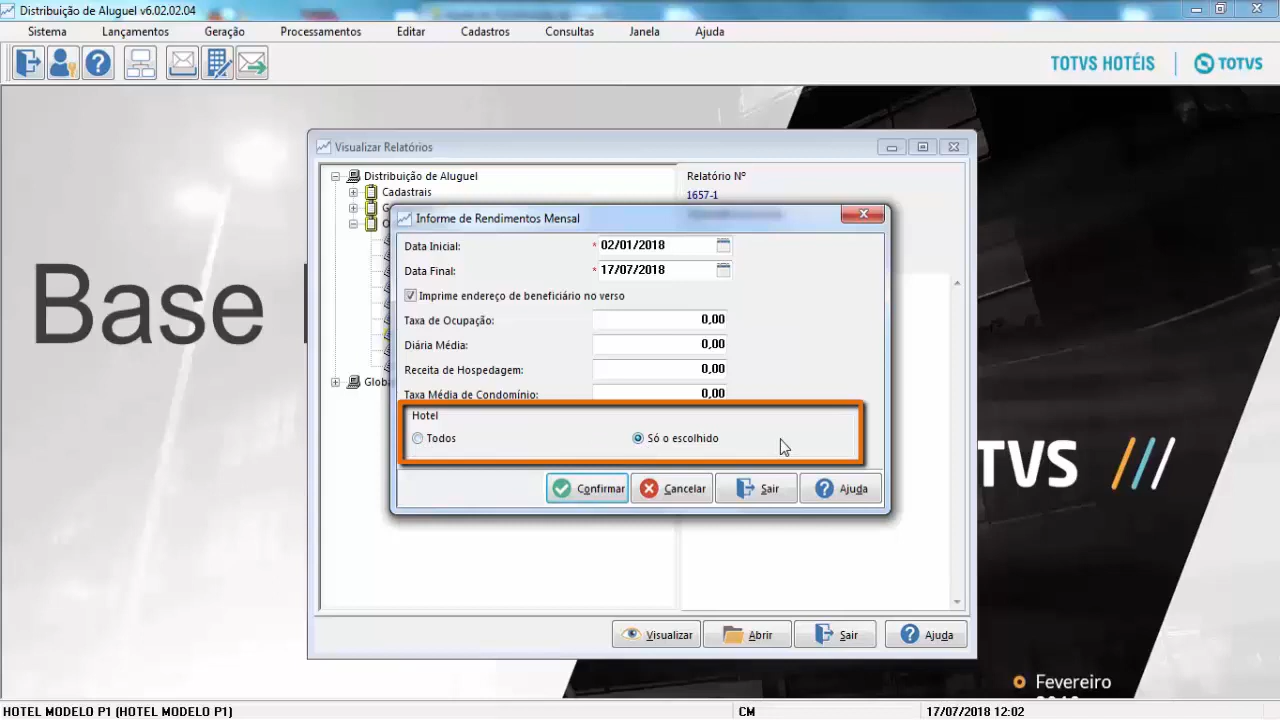 Distribuição de Aluguel v6.02.02.04
Sistema Lançamentos Geração Processamentos Editar Cadastros Consultas Janela Ajuda
TOTVS HOTÉIS TOTVS
Visualizar Relatórios
Distribuição de Aluguel
Relatório Nº
Cadastrais
1657-1
Informe de Rendimentos Mensal
Data Inicial: * 02/01/2018
Data Final: * 17/07/2018
Imprime endereço de beneficiário no verso
Base
Taxa de Ocupação: 0,00
Diária Média: 0,00
Receita de Hospedagem: 0,00
Globa
Taxa Média de Condomínio: 0,00
Hotel
Todos Só o escolhido
TVS
Confirmar Cancelar Sair Ajuda
Visualizar Abrir Sair Ajuda
Fevereiro
HOTEL MODELO P1 (HOTEL MODELO P1) CM 17/07/2018 12:02